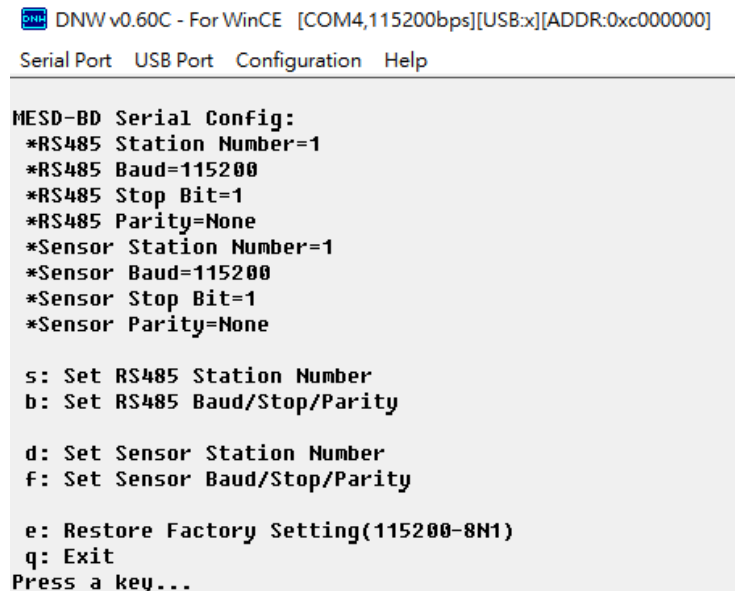 DNW v0.60C - For WinCE [COM4,115200bps][USB:x][ADDR:0xc000000]
Serial Port USB Port Configuration Help
MESD-BD Serial Config:
*RS485 Station Number=1
*RS485 Baud=115200
*RS485 Stop Bit=1
*RS485 Parity=None
*Sensor Station Number=1
*Sensor Baud=115200
*Sensor Stop Bit=1
*Sensor Parity=None
s: Set RS485 Station Number
b: Set RS485 Baud/Stop/Parity
d: Set Sensor Station Number
f: Set Sensor Baud/Stop/Parity
e: Restore Factory Setting(115200-8N1)
q: Exit
Press a key...